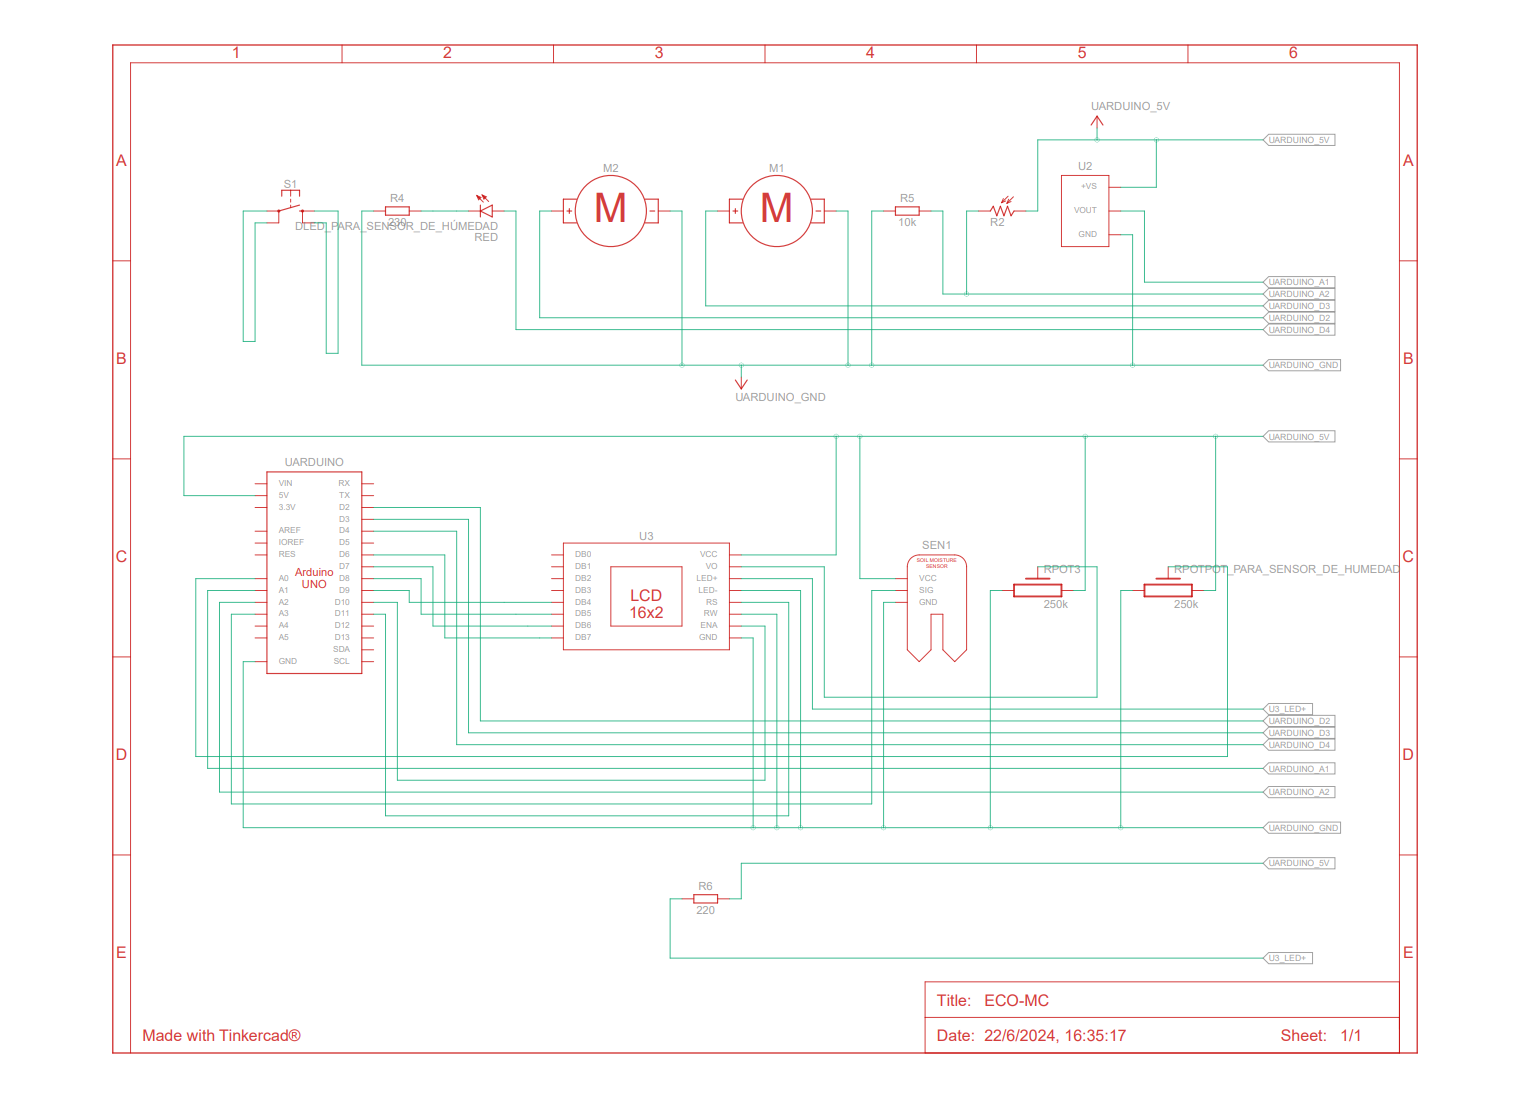 1 2 3 4 5 6
A A
B B
C C
D D
E E
UARDUINO_5V
UARDUINO_5V
S1
R4
DLED_PARA_SENSOR_DE_HÚMEDAD
RED
M2
M
+ -
M1
M
+ -
R5
10k
R2
U2
+VS
VOUT
GND
UARDUINO_A1
UARDUINO_A2
UARDUINO_D3
UARDUINO_D2
UARDUINO_D4
UARDUINO_GND
UARDUINO_GND
UARDUINO_5V
UARDUINO
VIN RX
5V TX
3.3V D2
D3
AREF D4
IOREF D5
RES D6
D7
A0 D8
A1 D9
A2 D10
A3 D11
A4 D12
A5 D13
SDA
GND SCL
Arduino
UNO
U3
DB0 VCC
DB1 VO
DB2 LED+
DB3 LED-
DB4 RS
DB5 RW
DB6 ENA
DB7 GND
LCD
16x2
SEN1
SOIL MOISTURE
SENSOR
VCC
SIG
GND
RPOT3
250k
RPOTPOT_PARA_SENSOR_DE_HUMEDAD
250k
U3_LED+
UARDUINO_D2
UARDUINO_D3
UARDUINO_D4
UARDUINO_A1
UARDUINO_A2
UARDUINO_GND
UARDUINO_5V
R6
220
U3_LED+
Title: ECO-MC
Made with Tinkercad®
Date: 22/6/2024, 16:35:17 Sheet: 1/1